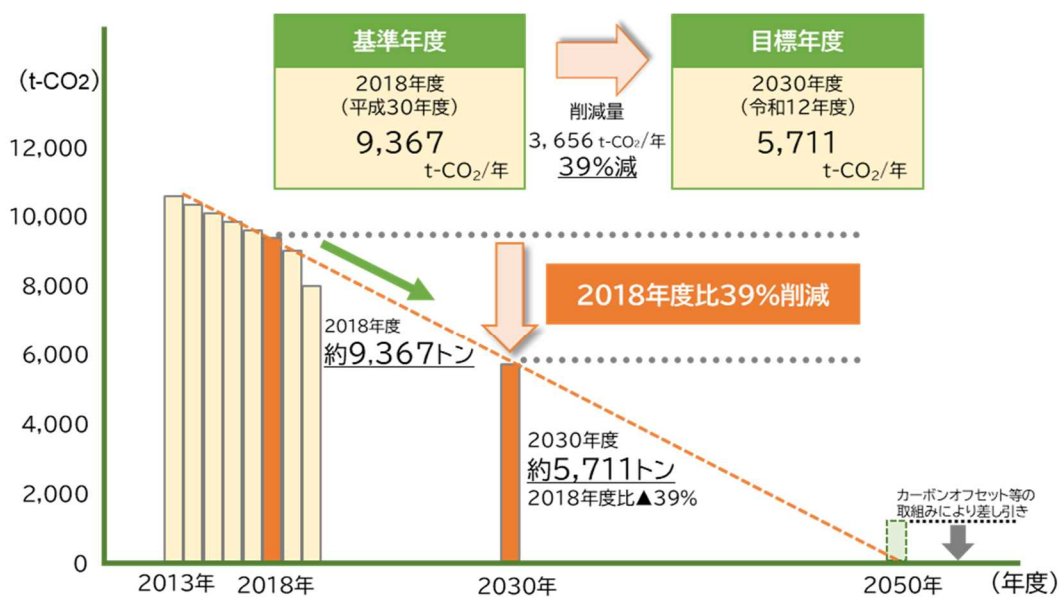 基準年度
2018年度
(平成30年度)
9,367
t-CO₂/年
削減量
3,656 t-CO₂/年
39%減
目標年度
2030年度
(令和12年度)
5,711
t-CO₂/年
(t-CO2)
12,000
10,000
8,000
6,000
4,000
2,000
0
2018年度比39%削減
2018年度
約9,367トン
2030年度
約5,711トン
2018年度比▲39%
カーボンオフセット等の
取組みにより差し引き
2013年
2018年
2030年
2050年
(年度)